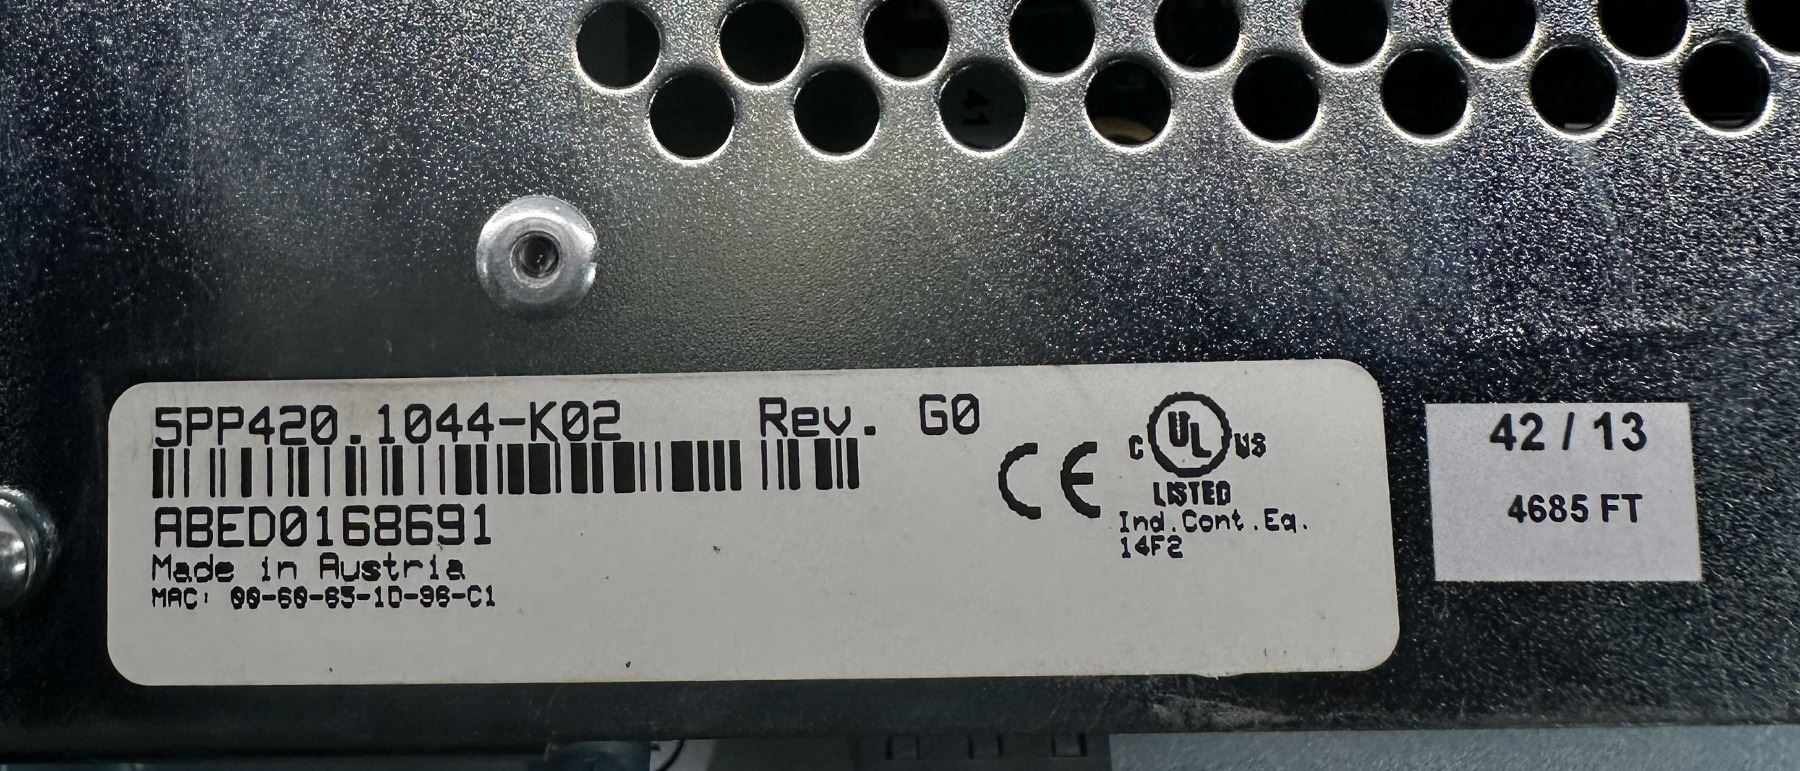 5PP420.1044-K02 Rev. G0
ABED0168691
Made in Austria
MAC: 00-60-65-1D-96-C1
CE
C UL US
LISTED
Ind.Cont.Eq.
14F2
42 / 13
4685 FT